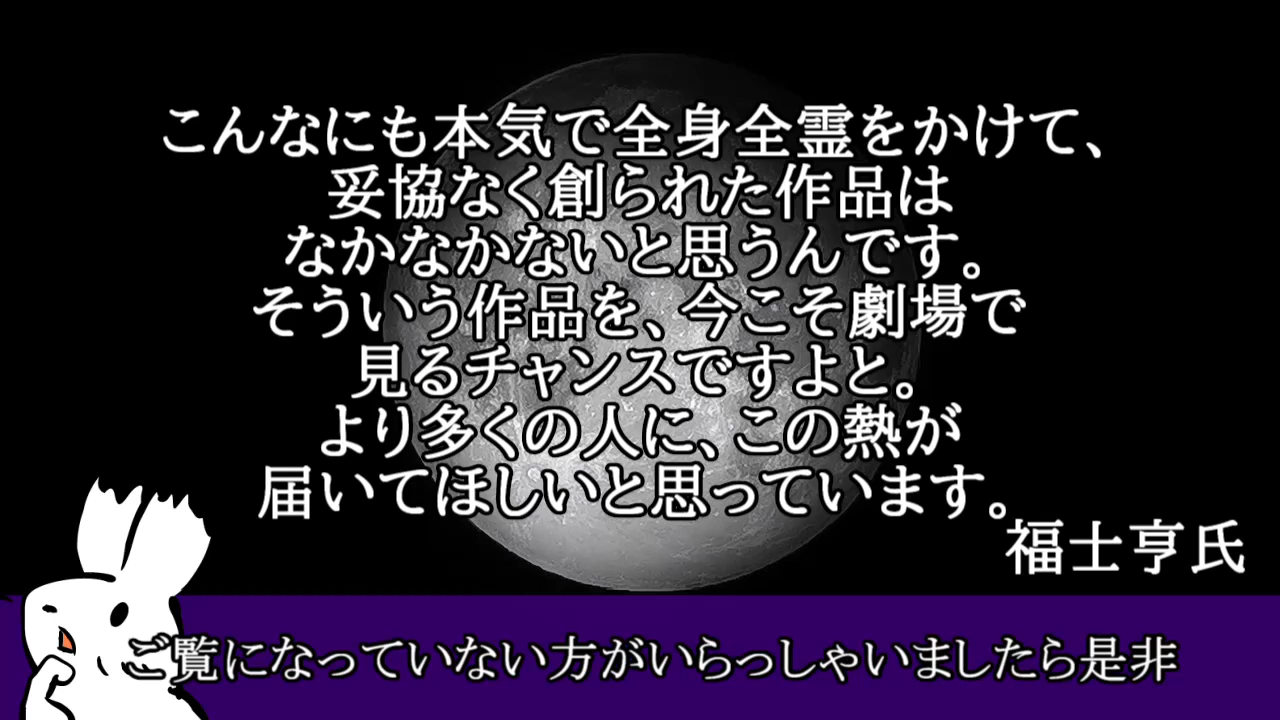 こんなにも本気で全身全霊をかけて、
妥協なく創られた作品は
なかなかないと思うんです。
そういう作品を、今こそ劇場で
見るチャンスですよと。
より多くの人に、この熱が
届いてほしいと思っています。
福士亨氏
ご覧になっていない方がいらっしゃいましたら是非